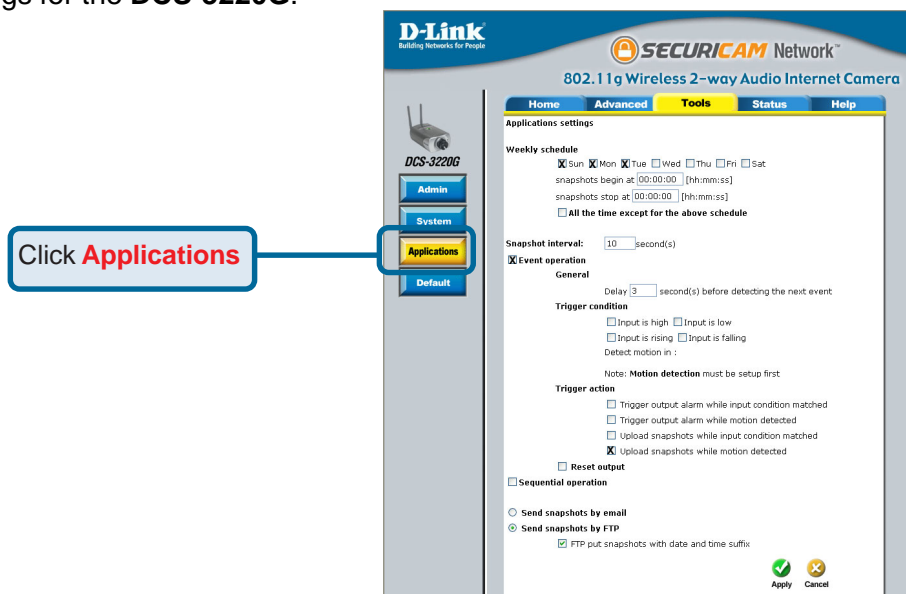 gs for the DCS-3220G.
D-Link
Building Networks for People
SECURICAM Network™
802.11g Wireless 2-way Audio Internet Camera
Home Advanced Tools Status Help
DCS-3220G
Admin
System
Applications
Default
Click Applications
Applications settings
Weekly schedule
Sun Mon Tue Wed Thu Fri Sat
snapshots begin at 00:00:00 [hh:mm:ss]
snapshots stop at 00:00:00 [hh:mm:ss]
All the time except for the above schedule
Snapshot interval: 10 second(s)
Event operation
General
Delay 3 second(s) before detecting the next event
Trigger condition
Input is high Input is low
Input is rising Input is falling
Detect motion in :
Note: Motion detection must be setup first
Trigger action
Trigger output alarm while input condition matched
Trigger output alarm while motion detected
Upload snapshots while input condition matched
Upload snapshots while motion detected
Reset output
Sequential operation
Send snapshots by email
Send snapshots by FTP
FTP put snapshots with date and time suffix
Apply Cancel